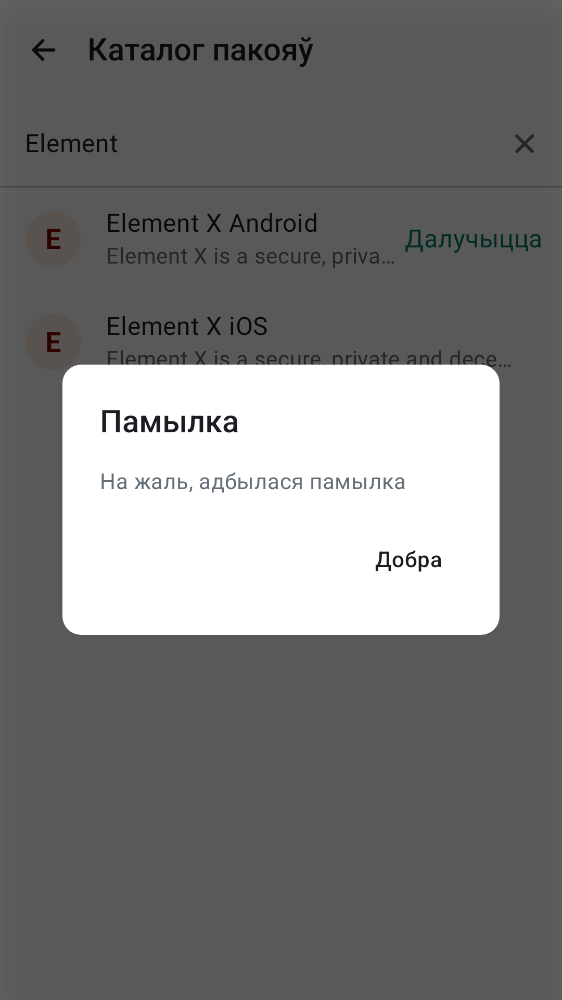 Каталог пакояў
Element
E
Element X Android
Element X is a secure, priva…
Далучыцца
E
Element X iOS
Element X is a secure, private and dece…
Памылка
На жаль, адбылася памылка
Добра